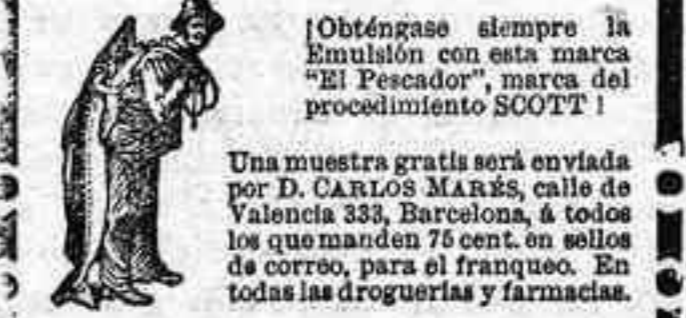 ¡Obténgase siempre la
Emulsión con esta marca
"El Pescador", marca del
procedimiento SCOTT !
Una muestra gratis será enviada
por D. CARLOS MARÉS, calle de
Valencia 333, Barcelona, á todos
los que manden 75 cent. en sellos
de correo, para el franqueo. En
todas las droguerías y farmacias.